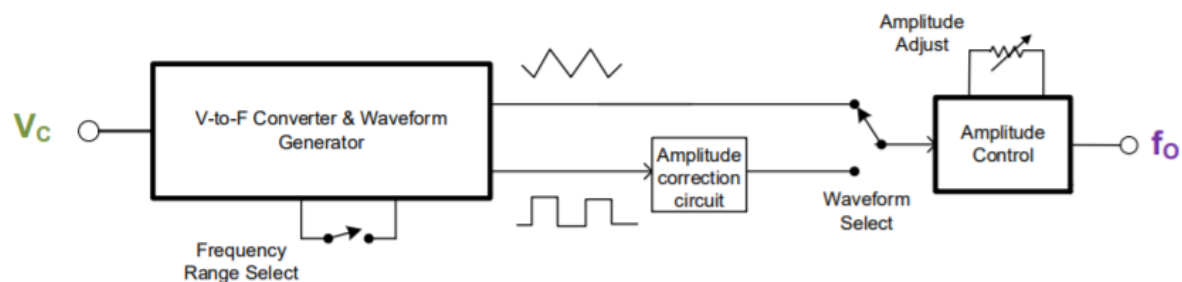 Amplitude
Adjust
V-to-F Converter & Waveform
Generator
Vc
Amplitude
correction
circuit
Amplitude
Control
fo
Waveform
Select
Frequency
Range Select